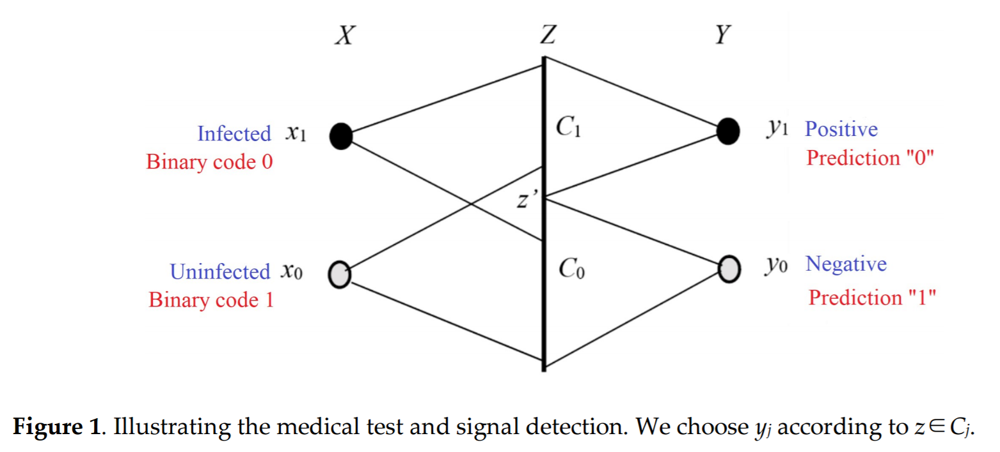 X Z Y
Infected x1 C1 y1 Positive
Binary code 0 Prediction "0"
z’
Uninfected x0 C0 y0 Negative
Binary code 1 Prediction "1"
Figure 1. Illustrating the medical test and signal detection. We choose yj according to z∈Cj.